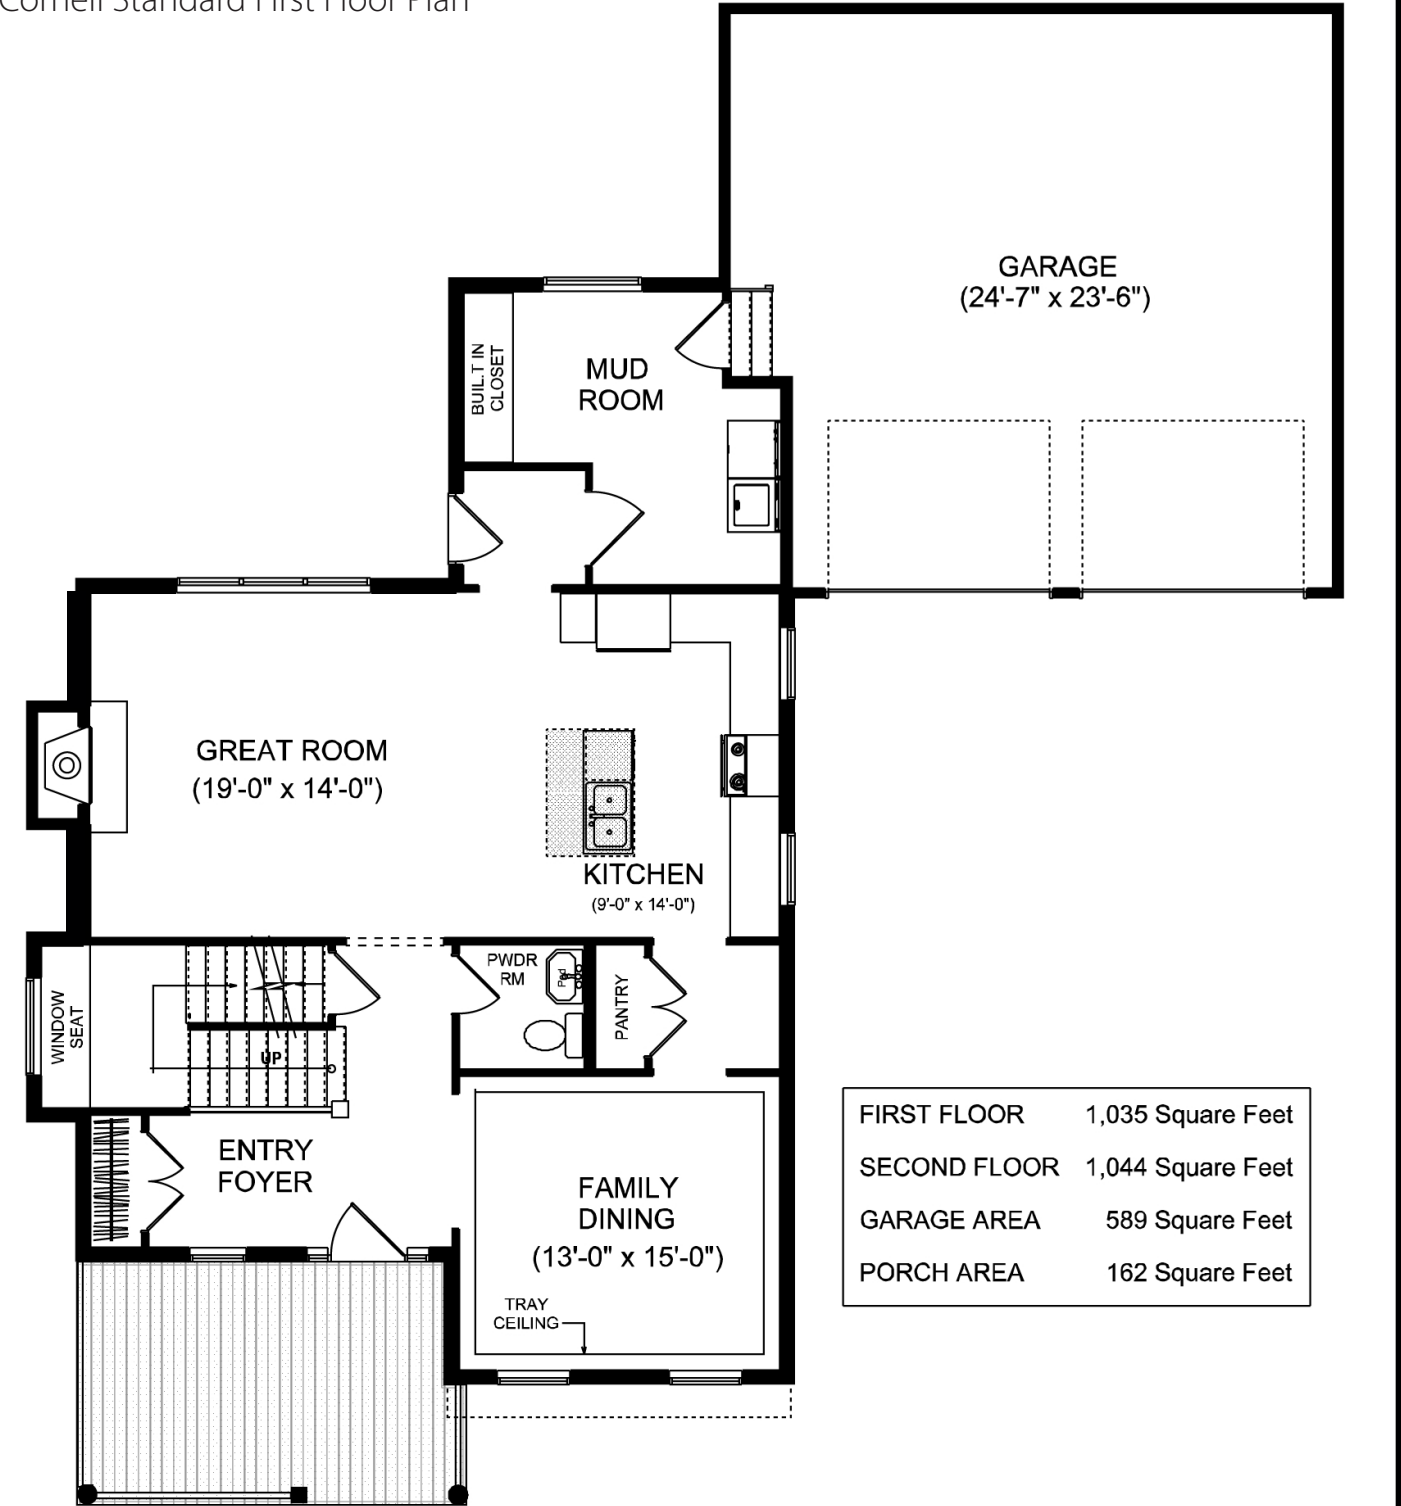 Cornell Standard First Floor Plan
GARAGE
(24'-7" x 23'-6")
BUIL.T IN
CLOSET
MUD
ROOM
GREAT ROOM
(19'-0" x 14'-0")
KITCHEN
(9'-0" x 14'-0")
WINDOW
SEAT
UP
PWDR
RM
Ped
PANTRY
ENTRY
FOYER
FAMILY
DINING
(13'-0" x 15'-0")
TRAY
CEILING
FIRST FLOOR 1,035 Square Feet
SECOND FLOOR 1,044 Square Feet
GARAGE AREA 589 Square Feet
PORCH AREA 162 Square Feet